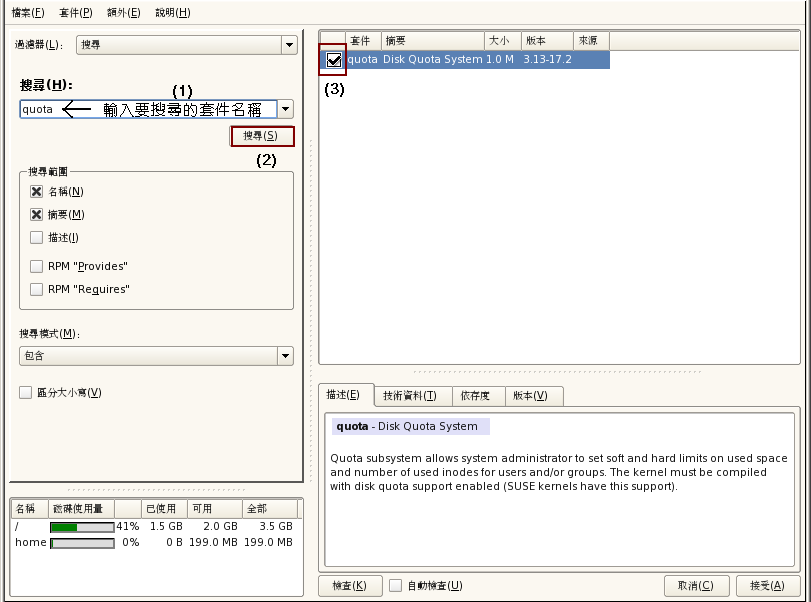 檔案(F) 套件(P) 額外(E) 說明(H)
過濾器(L): 搜尋
搜尋(H):
(1)
quota 輸入要搜尋的套件名稱
搜尋(S)
(2)
搜尋範圍
名稱(N)
摘要(M)
描述(I)
RPM "Provides"
RPM "Requires"
搜尋模式(M):
包含
區分大小寫(V)
套件 摘要 大小 版本 來源
quota Disk Quota System 1.0 M 3.13-17.2
(3)
描述(E) 技術資料(T) 依存度 版本(V)
quota - Disk Quota System
Quota subsystem allows system administrator to set soft and hard limits on used space
and number of used inodes for users and/or groups. The kernel must be compiled
with disk quota support enabled (SUSE kernels have this support).
名稱 磁碟使用量 已使用 可用 全部
/ 41% 1.5 GB 2.0 GB 3.5 GB
home 0% 0 B 199.0 MB 199.0 MB
檢查(K) 自動檢查(U) 取消(C) 接受(A)